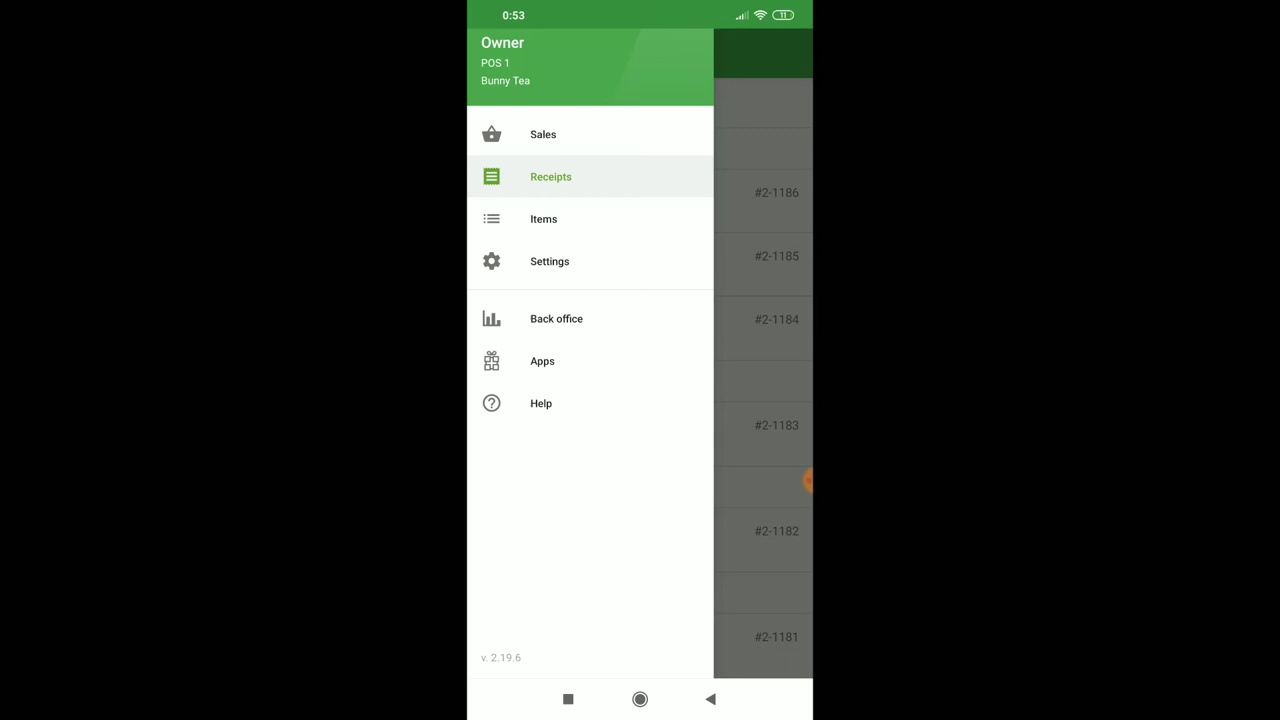 0:53
11
Owner
POS 1
Bunny Tea
Sales
Receipts
Items
Settings
Back office
Apps
Help
v. 2.19.6
#2-1186
#2-1185
#2-1184
#2-1183
#2-1182
#2-1181